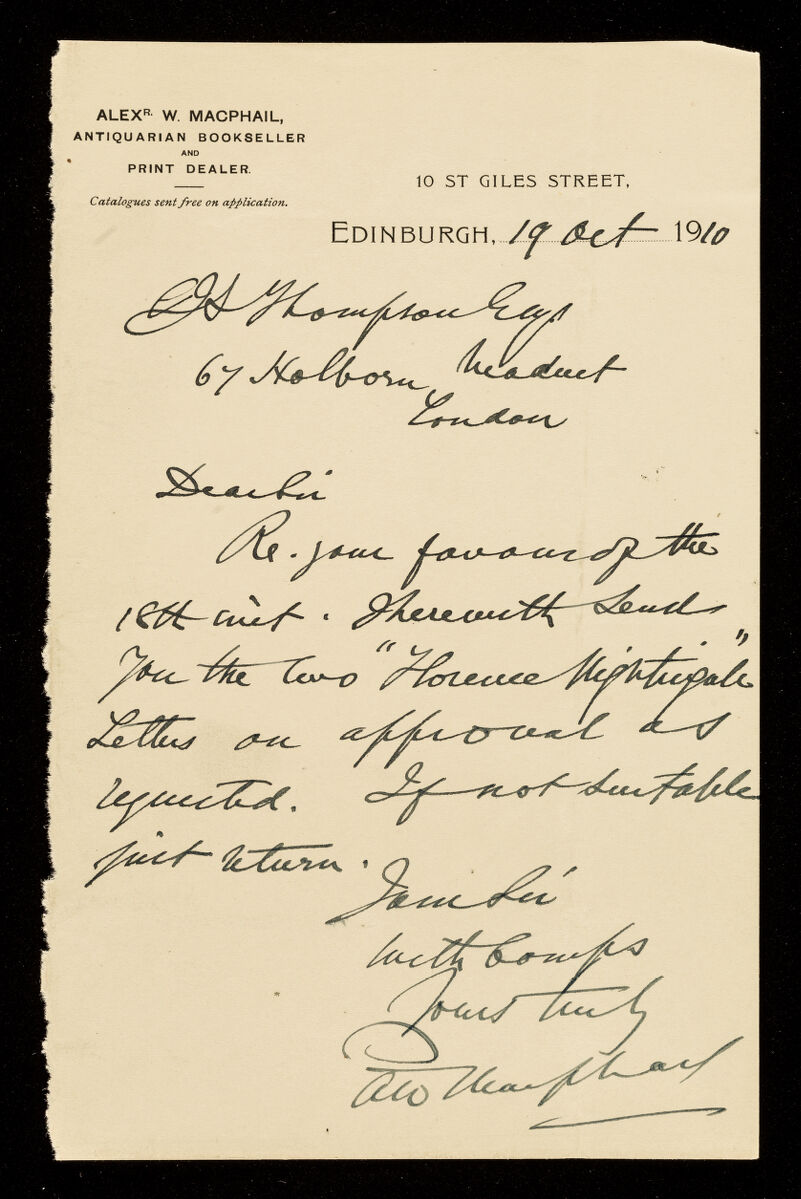 ALEXR. W. MACPHAIL,
ANTIQUARIAN BOOKSELLER
AND
PRINT DEALER.
Catalogues sent free on application.
10 ST GILES STREET,
EDINBURGH, 19 Oct 1910
CJS Thompson Esq
67 Holborn Viaduct
London
Dear Sir
Re. your favour of the
18th inst. I herewith send
you the two "Florence Nightingale"
Letters on approval as
requested. If not suitable
just return.
I am Sir
with Comps
Yours truly
AW Macphail